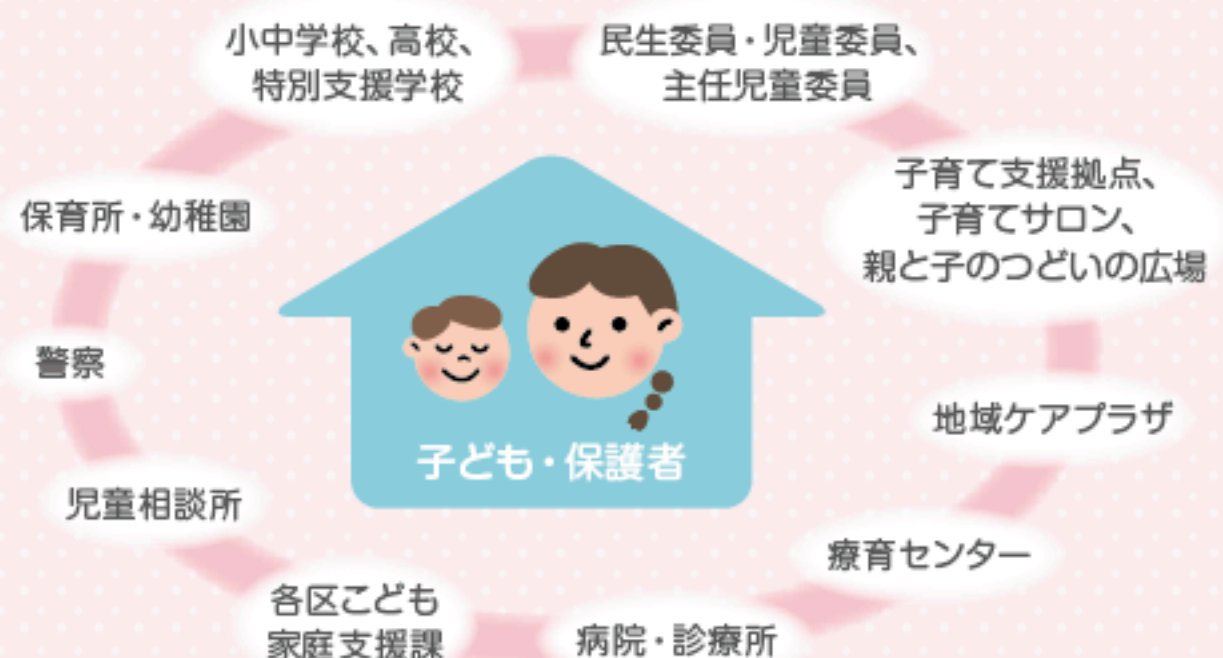 小中学校、高校、
特別支援学校
民生委員・児童委員、
主任児童委員
子育て支援拠点、
子育てサロン、
親と子のつどいの広場
保育所・幼稚園
警察
地域ケアプラザ
子ども・保護者
児童相談所
療育センター
各区こども
家庭支援課
病院・診療所